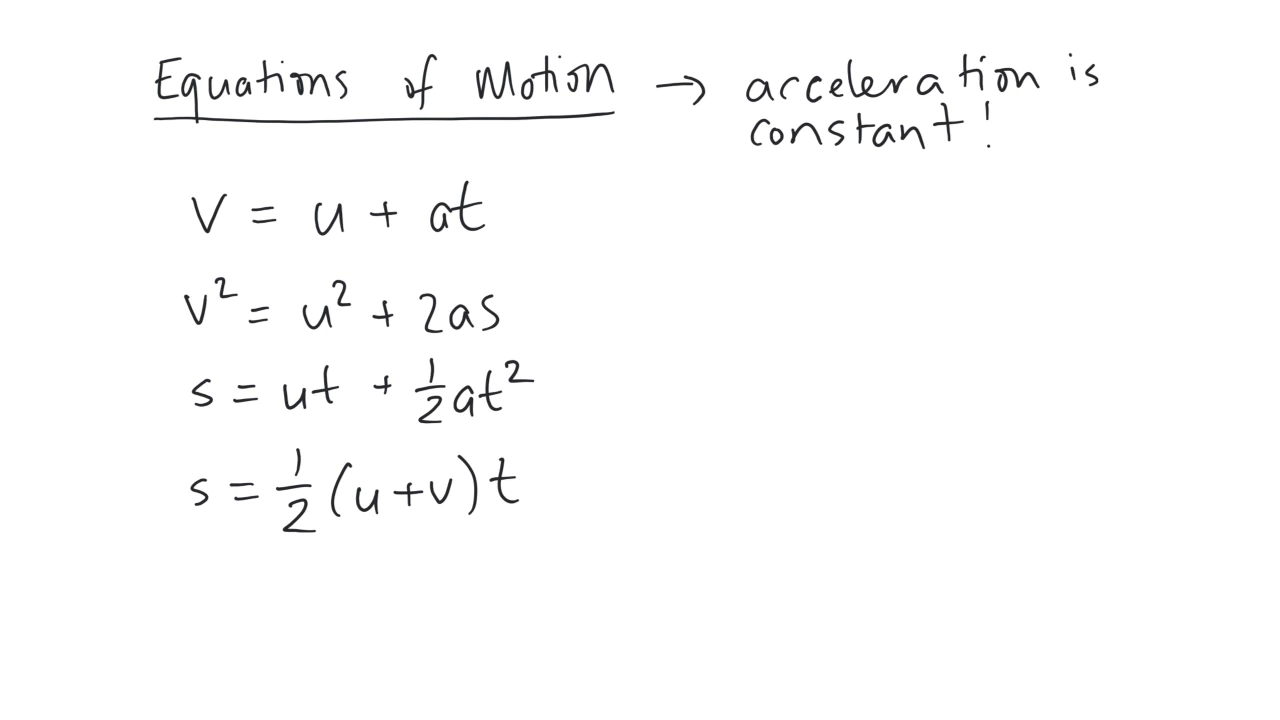 Equations of Motion → acceleration is
constant!
v = u + at
v² = u² + 2as
s = ut + ½at²
s = ½(u+v)t